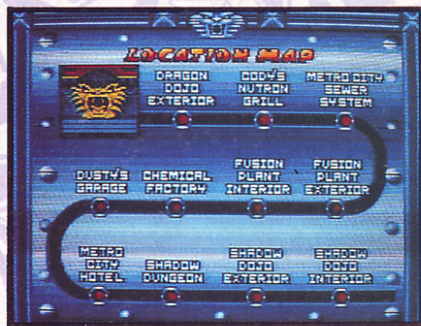 LOCATION MAP
DRAGON
DOJO
EXTERIOR
CODY'S
NUTRON
GRILL
METRO CITY
SEWER
SYSTEM
DUSTY'S
GARAGE
CHEMICAL
FACTORY
FUSION
PLANT
INTERIOR
FUSION
PLANT
EXTERIOR
METRO
CITY
HOTEL
SHADOW
DUNGEON
SHADOW
DOJO
EXTERIOR
SHADOW
DOJO
INTERIOR